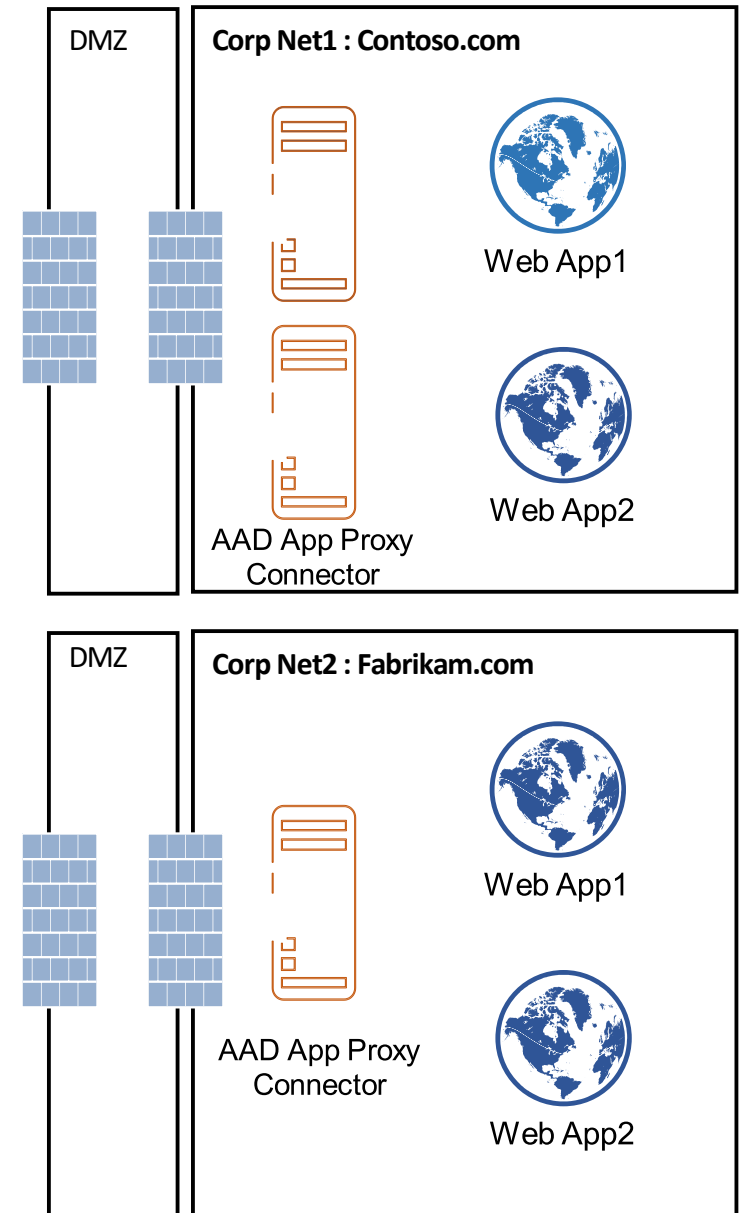 DMZ
Corp Net1 : Contoso.com
Web App1
Web App2
AAD App Proxy
Connector
DMZ
Corp Net2 : Fabrikam.com
Web App1
AAD App Proxy
Connector
Web App2